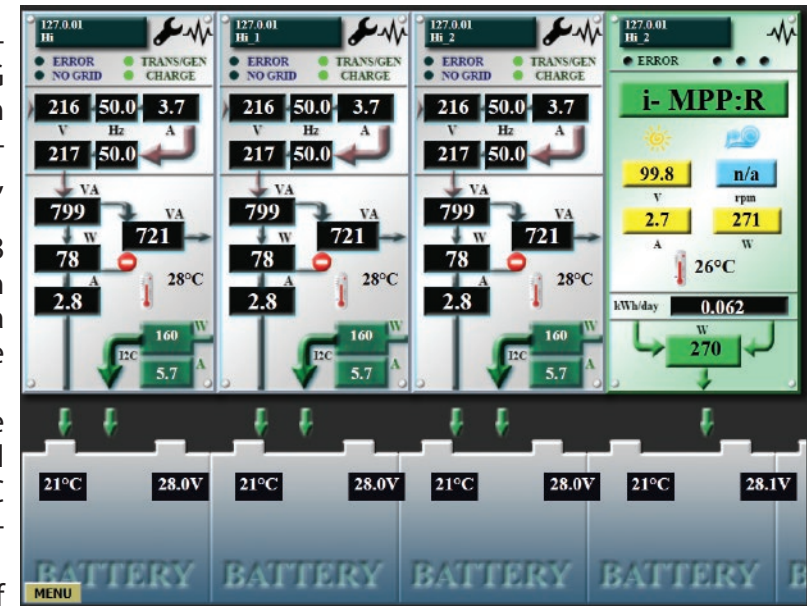 127.0.01
Hi
ERROR TRANS/GEN
NO GRID CHARGE
216 50.0 3.7
V Hz A
217 50.0
VA
799 VA
721
W
78
A 28°C
2.8
W
160
I2C
5.7 A
127.0.01
Hi_1
ERROR TRANS/GEN
NO GRID CHARGE
216 50.0 3.7
V Hz A
217 50.0
VA
799 VA
721
W
78
A 28°C
2.8
W
160
I2C
5.7 A
127.0.01
Hi_2
ERROR TRANS/GEN
NO GRID CHARGE
216 50.0 3.7
V Hz A
217 50.0
VA
799 VA
721
W
78
A 28°C
2.8
W
160
I2C
5.7 A
127.0.01
Hi_2
ERROR
i- MPP:R
99.8 n/a
V rpm
2.7 271
A W
26°C
kWh/day 0.062
W
270
21°C 28.0V
BATTERY
21°C 28.0V
BATTERY
21°C 28.0V
BATTERY
21°C 28.1V
BATTERY
MENU